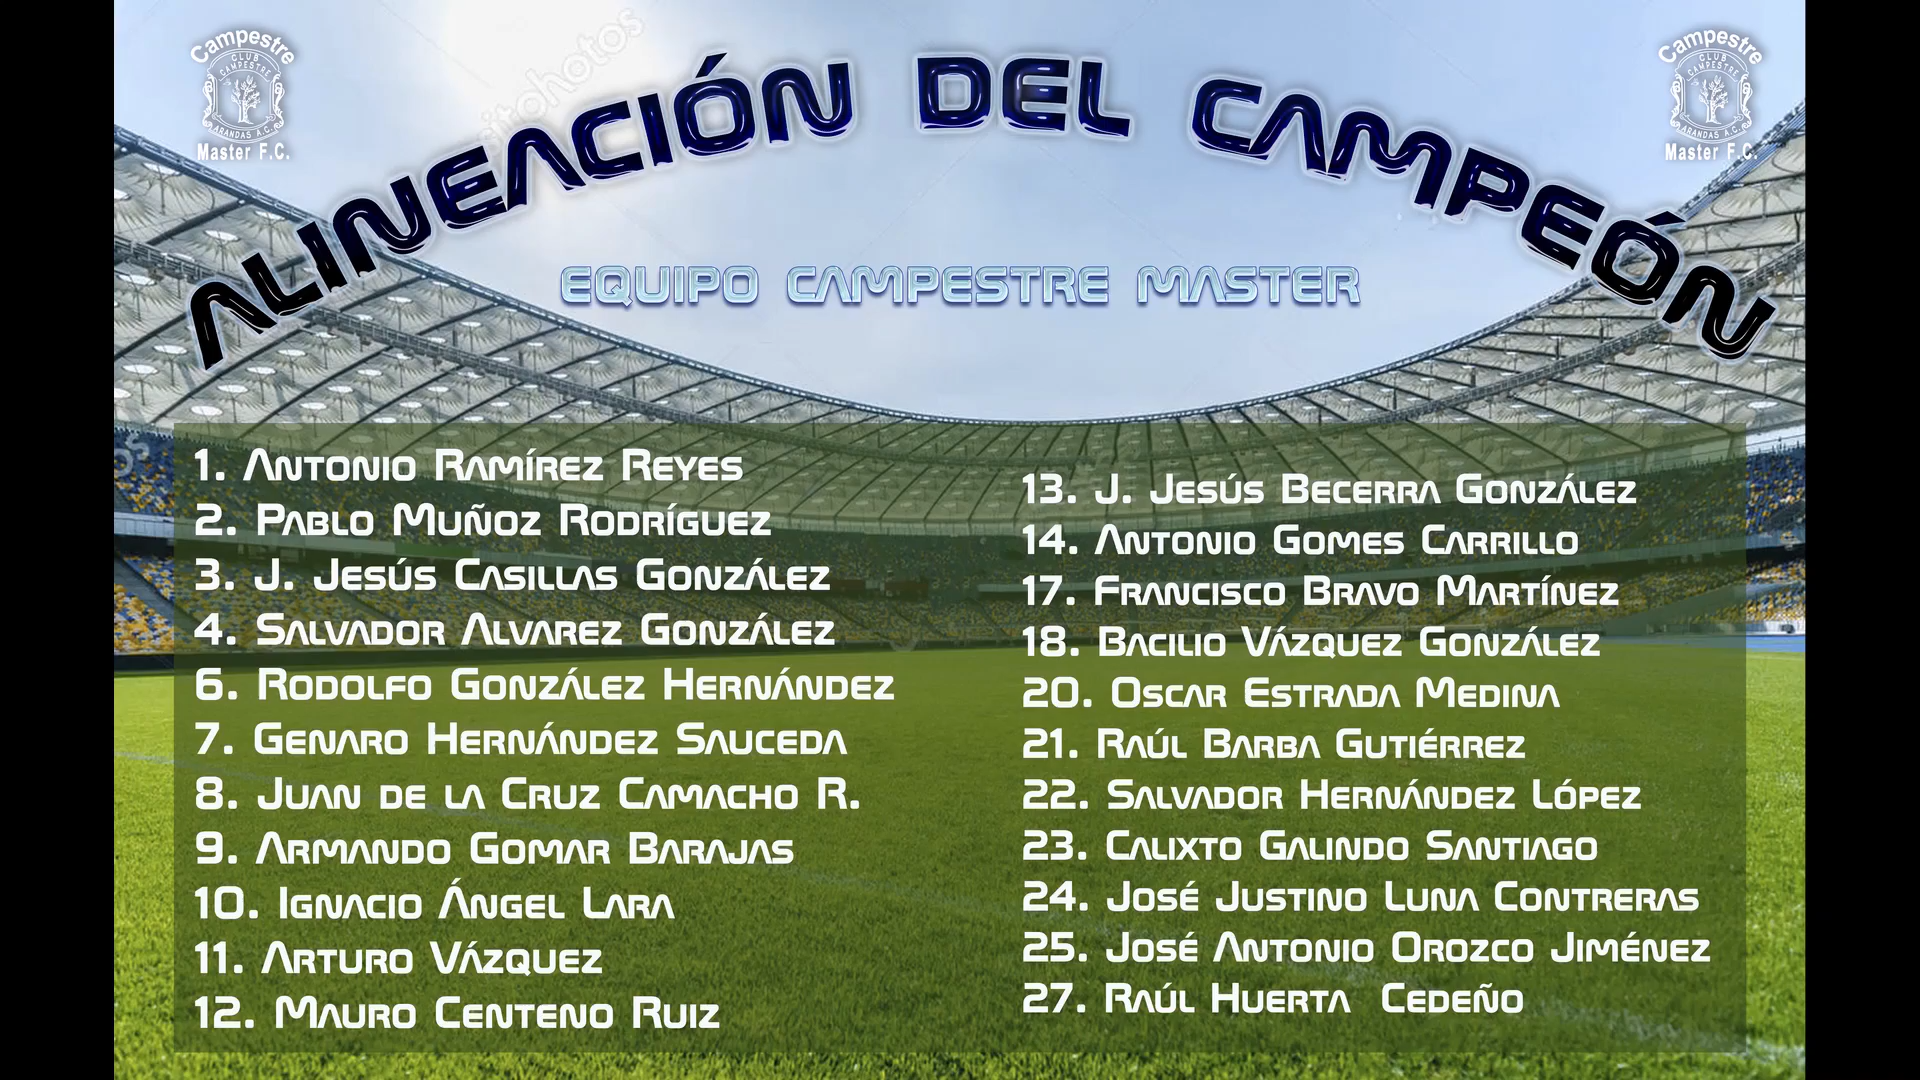 Campestre
CLUB
CAMPESTRE
ARANDAS A.C.
Master F.C.
ALINEACIÓN DEL CAMPEÓN
Campestre
CLUB
CAMPESTRE
ARANDAS A.C.
Master F.C.
EQUIPO CAMPESTRE MASTER
1. Antonio Ramírez Reyes
2. Pablo Muñoz Rodríguez
3. J. Jesús Casillas González
4. Salvador Alvarez González
6. Rodolfo González Hernández
7. Genaro Hernández Sauceda
8. Juan de la Cruz Camacho R.
9. Armando Gomar Barajas
10. Ignacio Ángel Lara
11. Arturo Vázquez
12. Mauro Centeno Ruiz
13. J. Jesús Becerra González
14. Antonio Gomes Carrillo
17. Francisco Bravo Martínez
18. Bacilio Vázquez González
20. Oscar Estrada Medina
21. Raúl Barba Gutiérrez
22. Salvador Hernández López
23. Calixto Galindo Santiago
24. José Justino Luna Contreras
25. José Antonio Orozco Jiménez
27. Raúl Huerta Cedeño